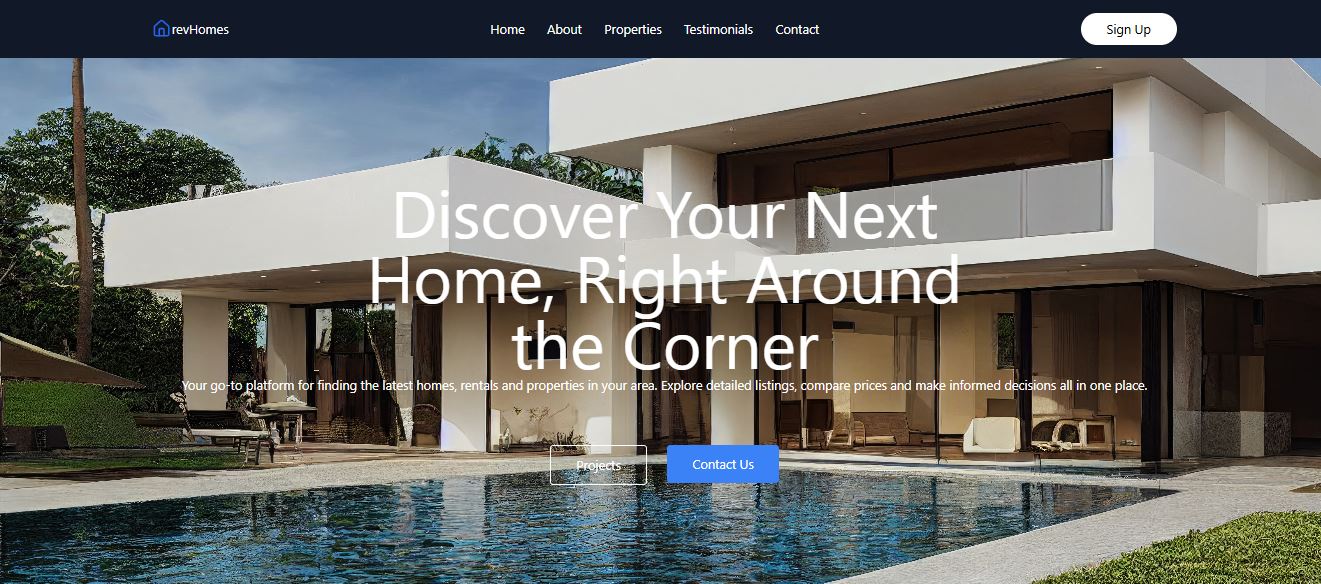 revHomes
Home About Properties Testimonials Contact
Sign Up
Discover Your Next
Home, Right Around
the Corner
Your go-to platform for finding the latest homes, rentals and properties in your area. Explore detailed listings, compare prices and make informed decisions all in one place.
Projects Contact Us